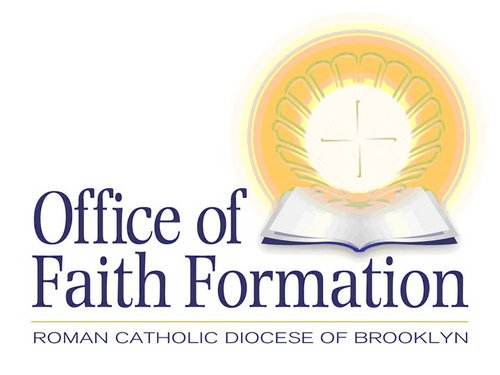 Office of
Faith Formation
ROMAN CATHOLIC DIOCESE OF BROOKLYN